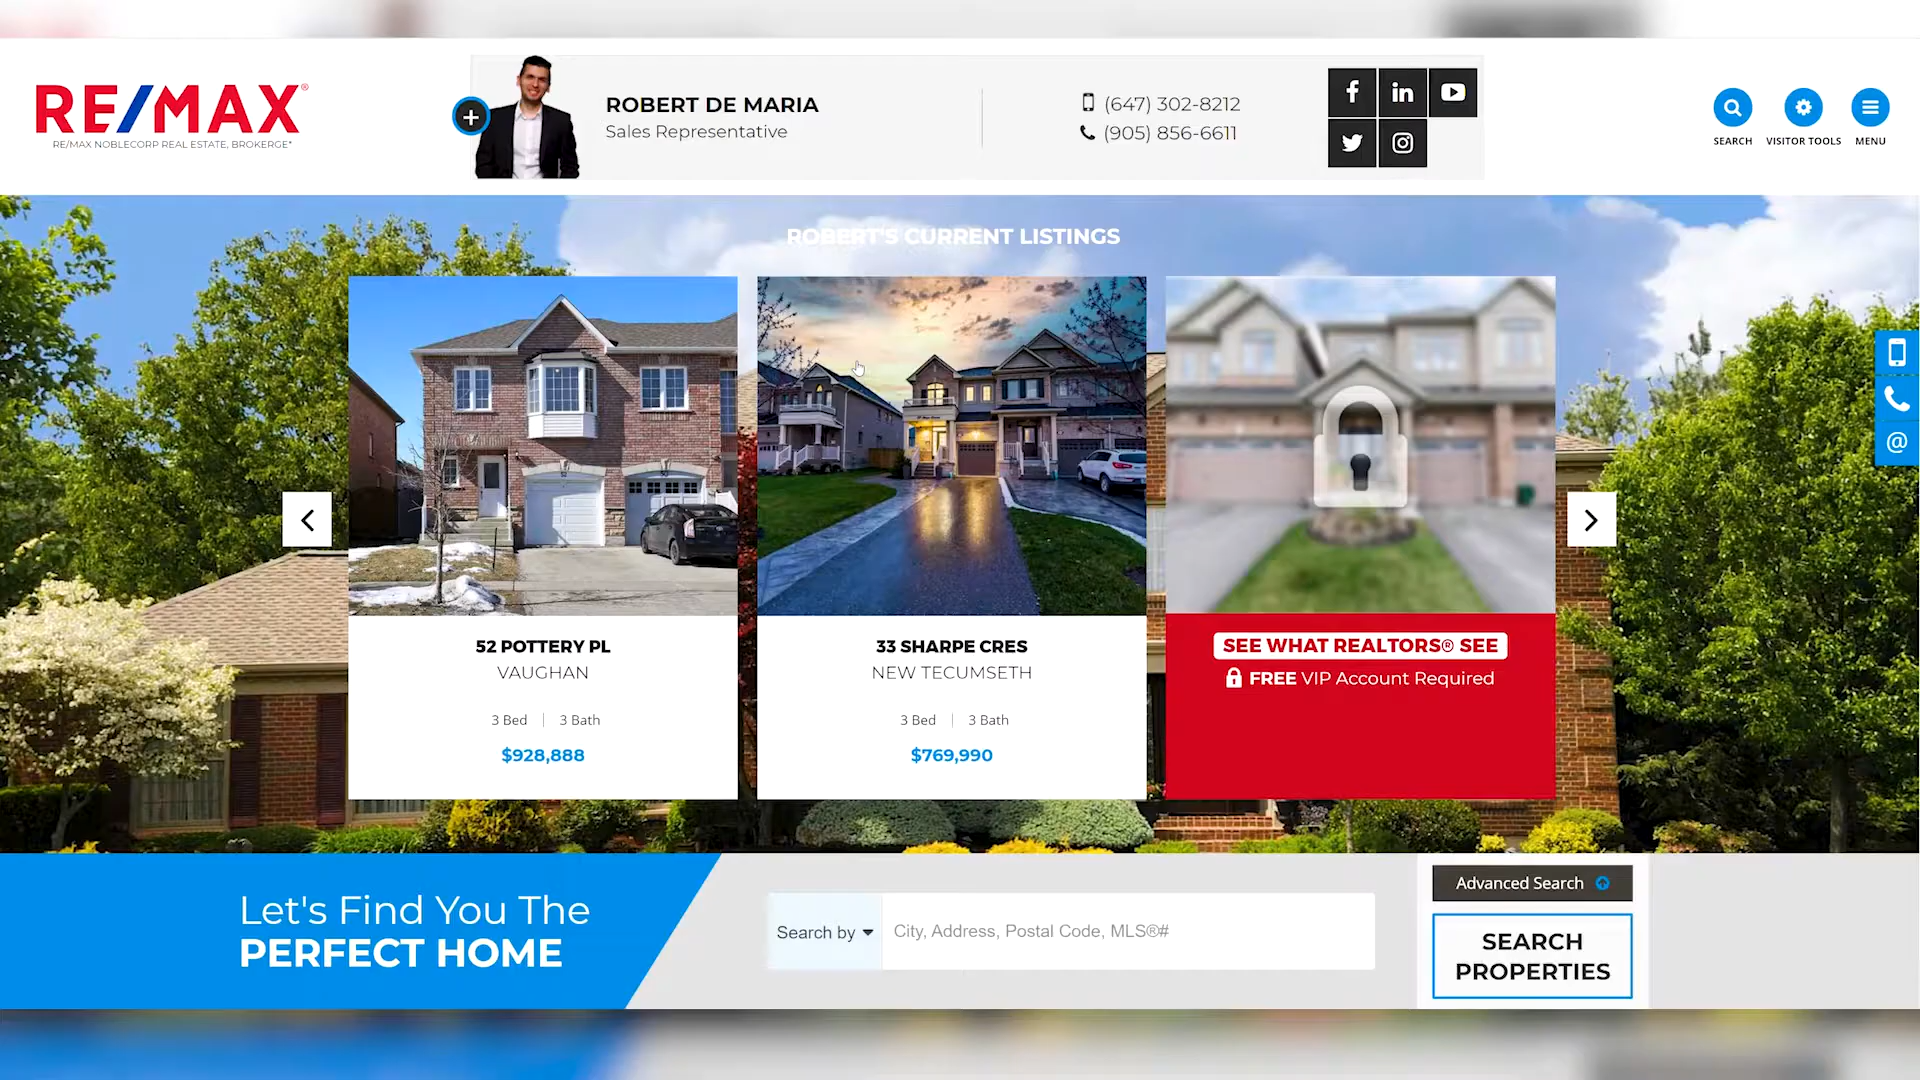 RE/MAX®
RE/MAX NOBLECORP REAL ESTATE, BROKERGE*
ROBERT DE MARIA
Sales Representative
(647) 302-8212
(905) 856-6611
SEARCH
VISITOR TOOLS
MENU
ROBERT'S CURRENT LISTINGS
52 POTTERY PL
VAUGHAN
3 Bed | 3 Bath
$928,888
33 SHARPE CRES
NEW TECUMSETH
3 Bed | 3 Bath
$769,990
SEE WHAT REALTORS® SEE
FREE VIP Account Required
Let's Find You The
PERFECT HOME
Search by
City, Address, Postal Code, MLS®#
Advanced Search
SEARCH
PROPERTIES